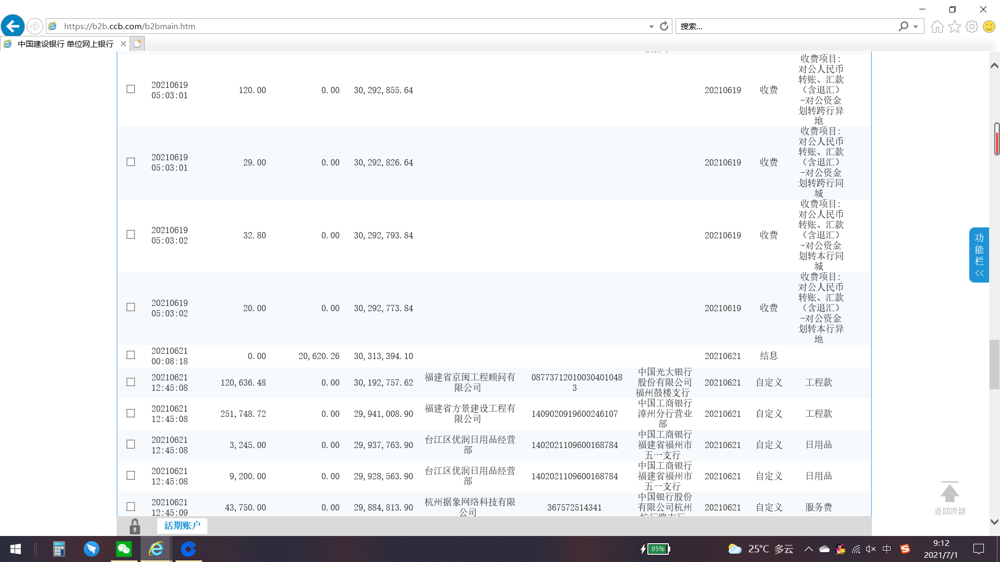 https://b2b.ccb.com/b2bmain.htm
搜索...
中国建设银行 单位网上银行
20210619
05:03:01
120.00
0.00
30,292,855.64
20210619
收费
收费项目:
对公人民币
转账、汇款
（含退汇）
-对公资金
划转跨行异
地
20210619
05:03:01
29.00
0.00
30,292,826.64
20210619
收费
收费项目:
对公人民币
转账、汇款
（含退汇）
-对公资金
划转跨行同
城
20210619
05:03:02
32.80
0.00
30,292,793.84
20210619
收费
收费项目:
对公人民币
转账、汇款
（含退汇）
-对公资金
划转本行同
城
20210619
05:03:02
20.00
0.00
30,292,773.84
20210619
收费
收费项目:
对公人民币
转账、汇款
（含退汇）
-对公资金
划转本行异
地
20210621
00:08:18
0.00
20,620.26
30,313,394.10
20210621
结息
20210621
12:45:08
120,636.48
0.00
30,192,757.62
福建省京闽工程顾问有
限公司
08773712010030401048
3
中国光大银行
股份有限公司
福州鼓楼支行
20210621
自定义
工程款
20210621
12:45:08
251,748.72
0.00
29,941,008.90
福建省方景建设工程有
限公司
1409020919600246107
中国工商银行
漳州分行营业
部
20210621
自定义
工程款
20210621
12:45:08
3,245.00
0.00
29,937,763.90
台江区优润日用品经营
部
1402021109600168784
中国工商银行
福建省福州市
五一支行
20210621
自定义
日用品
20210621
12:45:08
9,200.00
0.00
29,928,563.90
台江区优润日用品经营
部
1402021109600168784
中国工商银行
福建省福州市
五一支行
20210621
自定义
日用品
20210621
12:45:09
43,750.00
0.00
29,884,813.90
杭州据象网络科技有限
公司
367572514341
中国银行股份
有限公司杭州
20210621
自定义
服务费
功
能
栏
<<
返回顶部
活期账户
95%
25°C 多云
中
9:12
2021/7/1